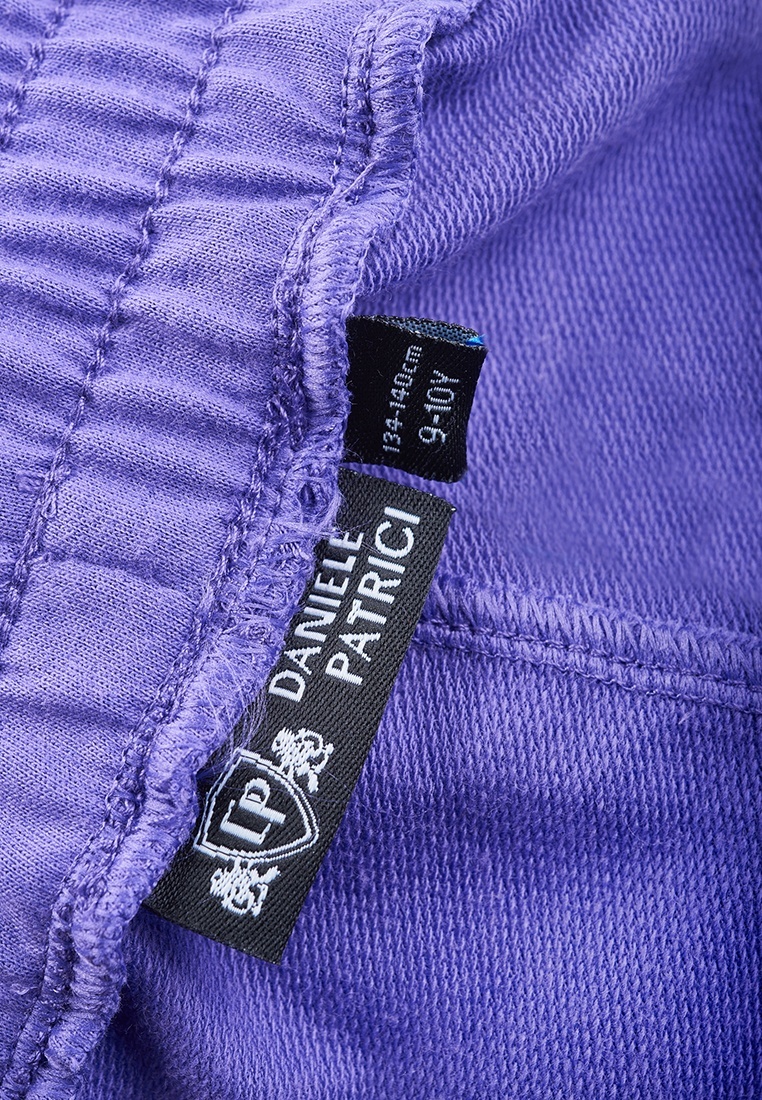 134-140cm
9-10Y
DANIELE
PATRICI